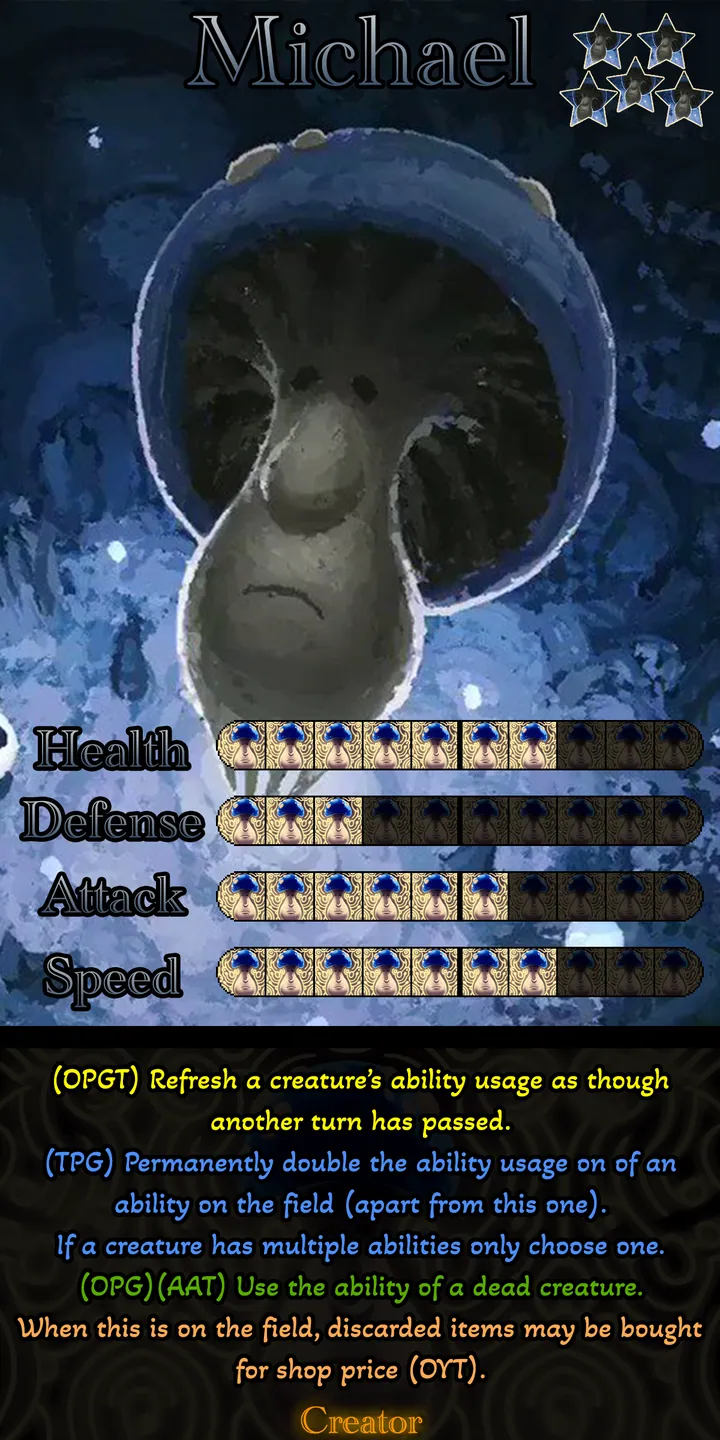 Michael
Health
Defense
Attack
Speed
(OPGT) Refresh a creature's ability usage as though
another turn has passed.
(TPG) Permanently double the ability usage on of an
ability on the field (apart from this one).
If a creature has multiple abilities only choose one.
(OPG)(AAT) Use the ability of a dead creature.
When this is on the field, discarded items may be bought
for shop price (OYT).
Creator